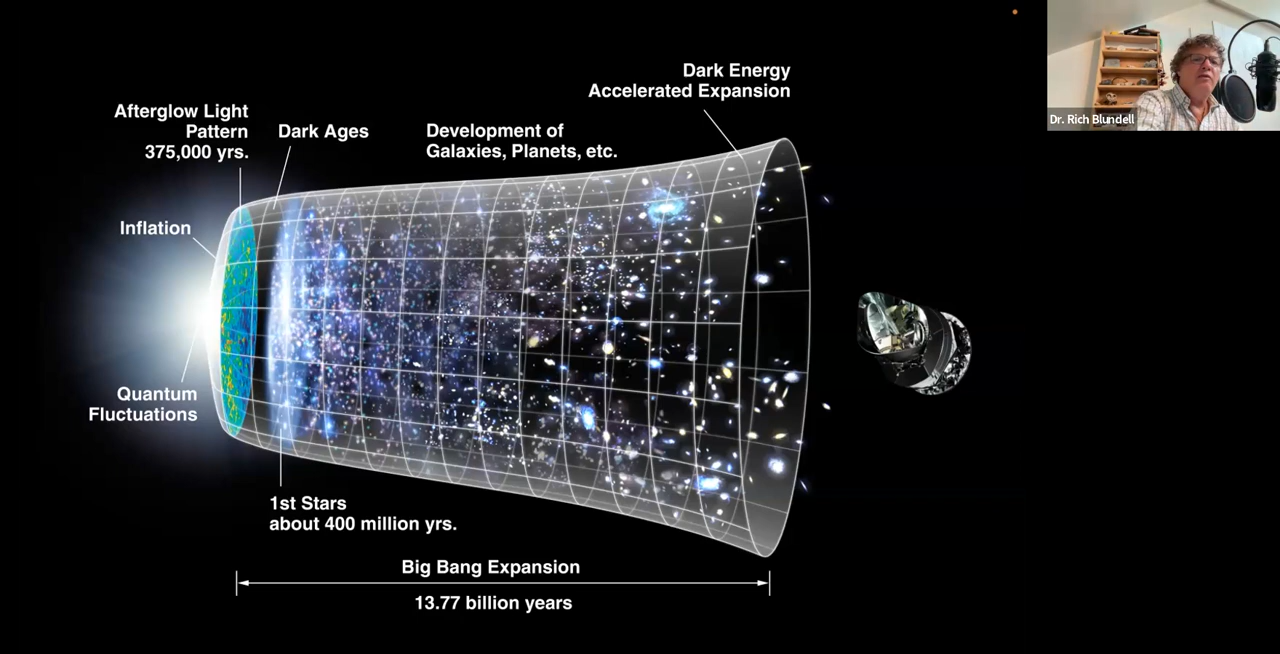 Dark Energy
Accelerated Expansion
Afterglow Light
Pattern
375,000 yrs.
Dark Ages
Development of
Galaxies, Planets, etc.
Inflation
Quantum
Fluctuations
1st Stars
about 400 million yrs.
Big Bang Expansion
13.77 billion years
Dr. Rich Blundell